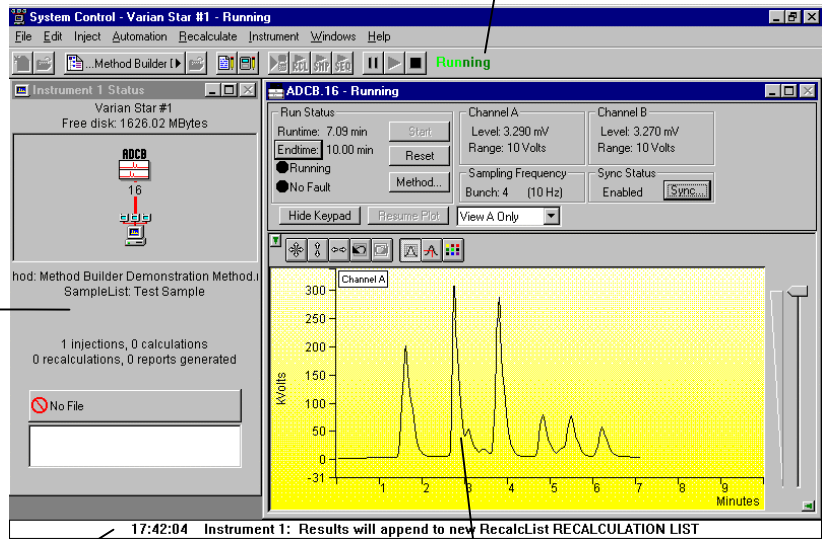 System Control - Varian Star #1 - Running
File Edit Inject Automation Recalculate Instrument Windows Help
...Method Builder [ RCL SMP SEQ Running
Instrument 1 Status
Varian Star #1
Free disk: 1626.02 MBytes
ADCB
16
hod: Method Builder Demonstration Method.
SampleList: Test Sample
1 injections, 0 calculations
0 recalculations, 0 reports generated
No File
ADCB.16 - Running
Run Status
Runtime: 7.09 min Start
Endtime: 10.00 min Reset
Running
No Fault Method...
Channel A
Level: 3.290 mV
Range: 10 Volts
Channel B
Level: 3.270 mV
Range: 10 Volts
Sampling Frequency
Bunch: 4 (10 Hz)
Sync Status
Enabled Sync...
Hide Keypad Resume Plot View A Only
Channel A
kVolts
300
250
200
150
100
50
0
-31
1 2 3 4 5 6 7 8 9
Minutes
17:42:04 Instrument 1: Results will append to new RecalcList RECALCULATION LIST